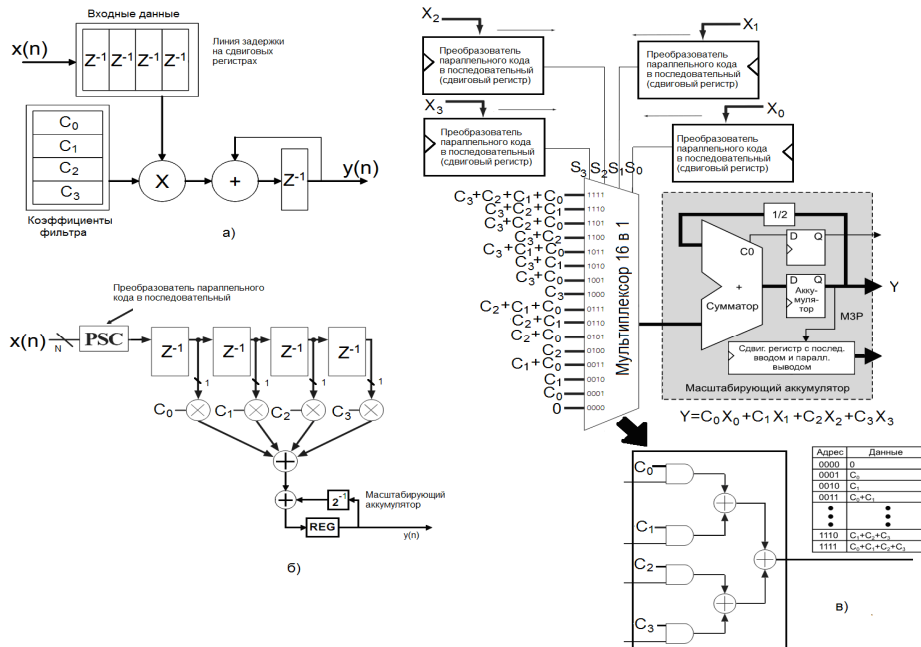 Входные данные
x(n)
Z-1 Z-1 Z-1 Z-1
Линия задержки
на сдвиговых
регистрах
C0
C1
C2
C3
X
+
Z-1
y(n)
Коэффициенты
фильтра
а)
Преобразователь параллельного
кода в последовательный
x(n)
N
PSC
Z-1
Z-1
Z-1
Z-1
1
1
1
1
C0
C1
C2
C3
Масштабирующий
аккумулятор
2-1
REG
y(n)
б)
X2
Преобразователь
параллельного кода
в последовательный
(сдвиговый регистр)
X1
Преобразователь
параллельного кода
в последовательный
(сдвиговый регистр)
X3
Преобразователь
параллельного кода
в последовательный
(сдвиговый регистр)
X0
Преобразователь
параллельного кода
в последовательный
(сдвиговый регистр)
S3 S2 S1 S0
C3+C2+C1+C0 1111
C3+C2+C1 1110
C3+C2+C0 1101
C3+C2 1100
C3+C1+C0 1011
C3+C1 1010
C3+C0 1001
C3 1000
C2+C1+C0 0111
C2+C1 0110
C2+C0 0101
C2 0100
C1+C0
C1 0010
C0 0001
0 0000
Мультиплексор 16 в 1
1/2
C0
+
Сумматор
D Q
D Q
Акку-
муля-
тор
Y
МЗР
Сдвиг. регистр с послед.
вводом и паралл.
выводом
Масштабирующий аккумулятор
Y=C0X0+C1X1+C2X2+C3X3
C0
C1
C2
C3
Адрес Данные
0000 0
0001 C0
0010 C1
0011 C0+C1
1110 C1+C2+C3
1111 C0+C1+C2+C3
в)